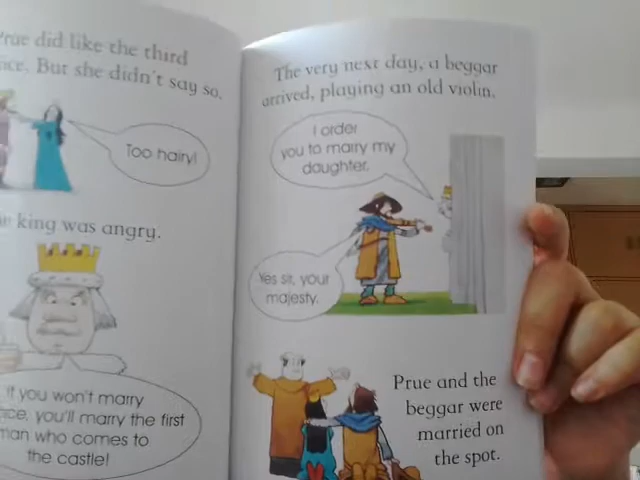 Prue did like the third
But she didn't say so.
Too hairy!
king was angry.
If you won't marry
you'll marry the first
man who comes to
the castle!
The very next day, a beggar
arrived, playing an old violin.
I order
you to marry my
daughter.
Yes sir, your
majesty.
Prue and the
beggar were
married on
the spot.